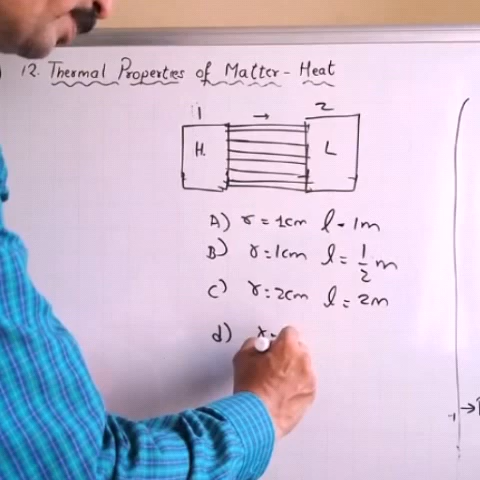 12. Thermal Properties of Matter - Heat
1 → 2
H L
A) r = 1cm l = 1m
B) r = 1cm l = 1/2 m
C) r = 2cm l = 2m
d) r =